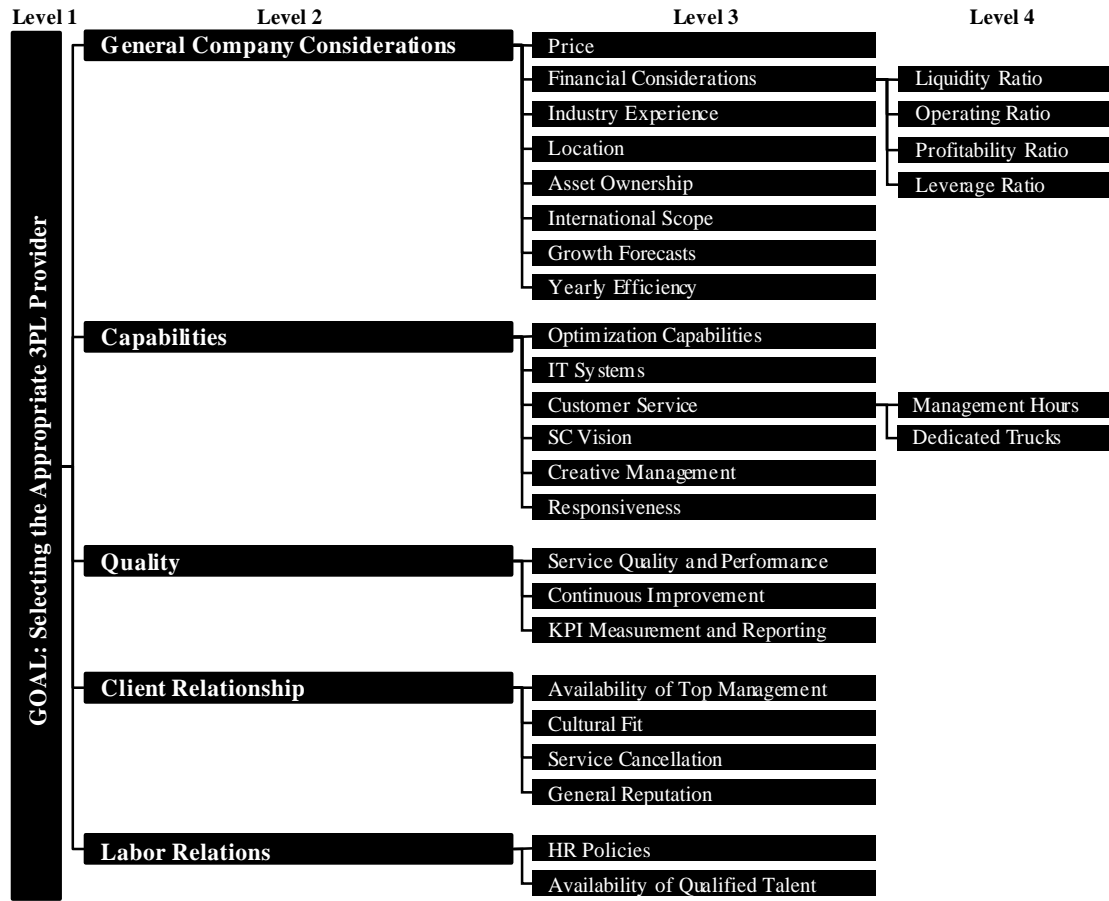 Level 1
Level 2
Level 3
Level 4
GOAL: Selecting the Appropriate 3PL Provider
General Company Considerations
Price
Financial Considerations
Liquidity Ratio
Operating Ratio
Profitability Ratio
Leverage Ratio
Industry Experience
Location
Asset Ownership
International Scope
Growth Forecasts
Yearly Efficiency
Capabilities
Optimization Capabilities
IT Systems
Customer Service
Management Hours
Dedicated Trucks
SC Vision
Creative Management
Responsiveness
Quality
Service Quality and Performance
Continuous Improvement
KPI Measurement and Reporting
Client Relationship
Availability of Top Management
Cultural Fit
Service Cancellation
General Reputation
Labor Relations
HR Policies
Availability of Qualified Talent